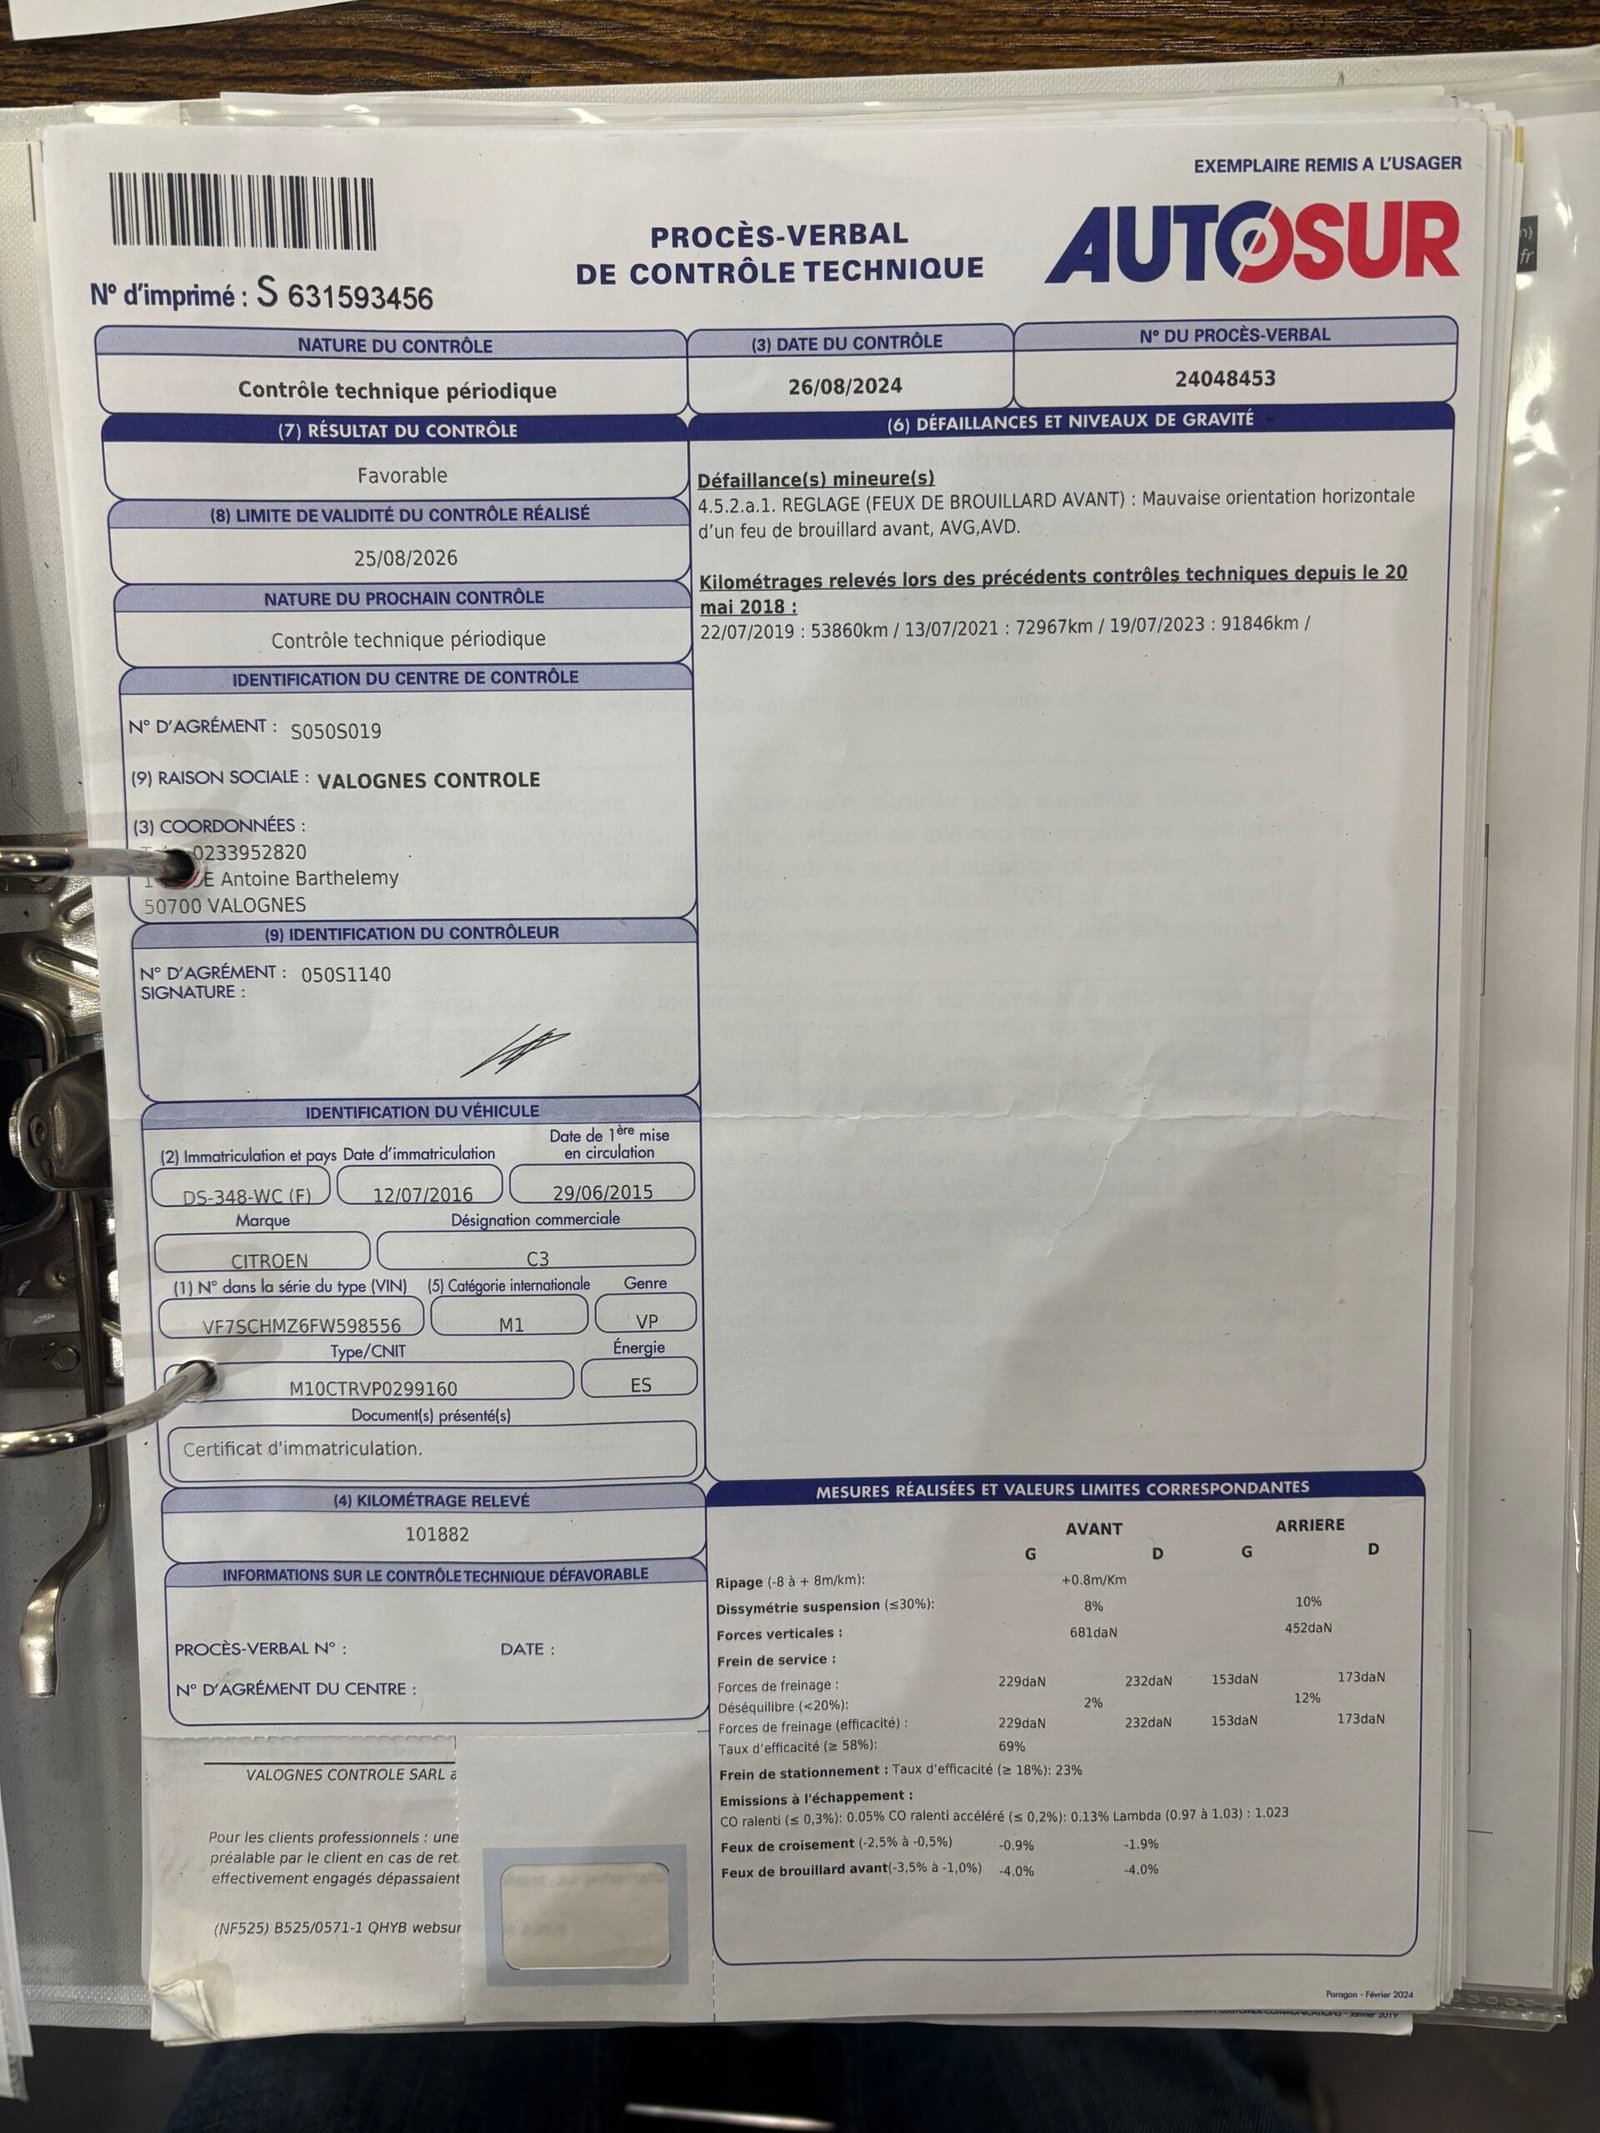 EXEMPLAIRE REMIS A L'USAGER
AUTOSUR
PROCÈS-VERBAL
DE CONTRÔLE TECHNIQUE
N° d'imprimé : S 631593456
NATURE DU CONTRÔLE
Contrôle technique périodique
(3) DATE DU CONTRÔLE
26/08/2024
N° DU PROCÈS-VERBAL
24048453
(7) RÉSULTAT DU CONTRÔLE
Favorable
(8) LIMITE DE VALIDITÉ DU CONTRÔLE RÉALISÉ
25/08/2026
NATURE DU PROCHAIN CONTRÔLE
Contrôle technique périodique
IDENTIFICATION DU CENTRE DE CONTRÔLE
N° D'AGRÉMENT : S050S019
(9) RAISON SOCIALE : VALOGNES CONTROLE
(3) COORDONNÉES :
0233952820
Antoine Barthelemy
50700 VALOGNES
(9) IDENTIFICATION DU CONTRÔLEUR
N° D'AGRÉMENT : 050S1140
SIGNATURE :
IDENTIFICATION DU VÉHICULE
(2) Immatriculation et pays Date d'immatriculation Date de 1ère mise
en circulation
DS-348-WC (F) 12/07/2016 29/06/2015
Marque Désignation commerciale
CITROEN C3
(1) N° dans la série du type (VIN) (5) Catégorie internationale Genre
VF7SCHMZ6FW598556 M1 VP
Type/CNIT Énergie
M10CTRVP0299160 ES
Document(s) présenté(s)
Certificat d'immatriculation.
(4) KILOMÉTRAGE RELEVÉ
101882
INFORMATIONS SUR LE CONTRÔLE TECHNIQUE DÉFAVORABLE
PROCÈS-VERBAL N° : DATE :
N° D'AGRÉMENT DU CENTRE :
(6) DÉFAILLANCES ET NIVEAUX DE GRAVITÉ
Défaillance(s) mineure(s)
4.5.2.a.1. REGLAGE (FEUX DE BROUILLARD AVANT) : Mauvaise orientation horizontale
d'un feu de brouillard avant, AVG,AVD.
Kilométrages relevés lors des précédents contrôles techniques depuis le 20
mai 2018 :
22/07/2019 : 53860km / 13/07/2021 : 72967km / 19/07/2023 : 91846km /
MESURES RÉALISÉES ET VALEURS LIMITES CORRESPONDANTES
AVANT ARRIERE
G D G D
Ripage (-8 à + 8m/km): +0.8m/Km
Dissymétrie suspension (≤30%): 8% 10%
Forces verticales : 681daN 452daN
Frein de service :
Forces de freinage : 229daN 232daN 153daN 173daN
Déséquilibre (<20%): 2% 12%
Forces de freinage (efficacité) : 229daN 232daN 153daN 173daN
Taux d'efficacité (≥ 58%): 69%
Frein de stationnement : Taux d'efficacité (≥ 18%): 23%
Emissions à l'échappement :
CO ralenti (≤ 0,3%): 0.05% CO ralenti accéléré (≤ 0,2%): 0.13% Lambda (0.97 à 1.03) : 1.023
Feux de croisement (-2,5% à -0,5%) -0.9% -1.9%
Feux de brouillard avant(-3,5% à -1,0%) -4.0% -4.0%
VALOGNES CONTROLE SARL
Pour les clients professionnels : une
préalable par le client en cas de ret
effectivement engagés dépassaient
(NF525) B525/0571-1 QHYB websur
Paragon - Février 2024